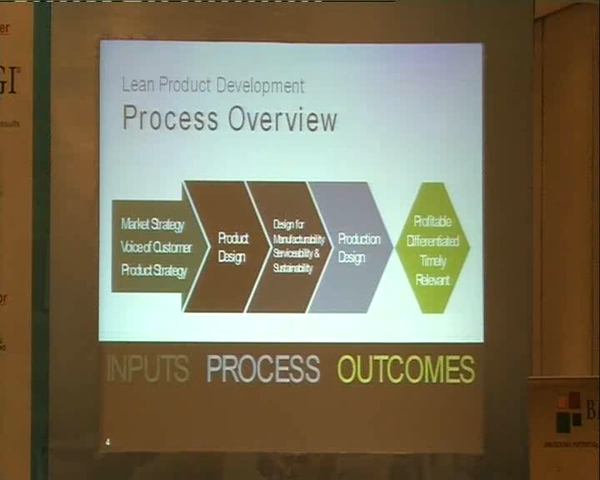 Lean Product Development
Process Overview
Market Strategy
Voice of Customer
Product Strategy
Product
Design
Design for
Manufacturability
Serviceability &
Sustainability
Production
Design
Profitable
Differentiated
Timely
Relevant
INPUTS PROCESS OUTCOMES
4